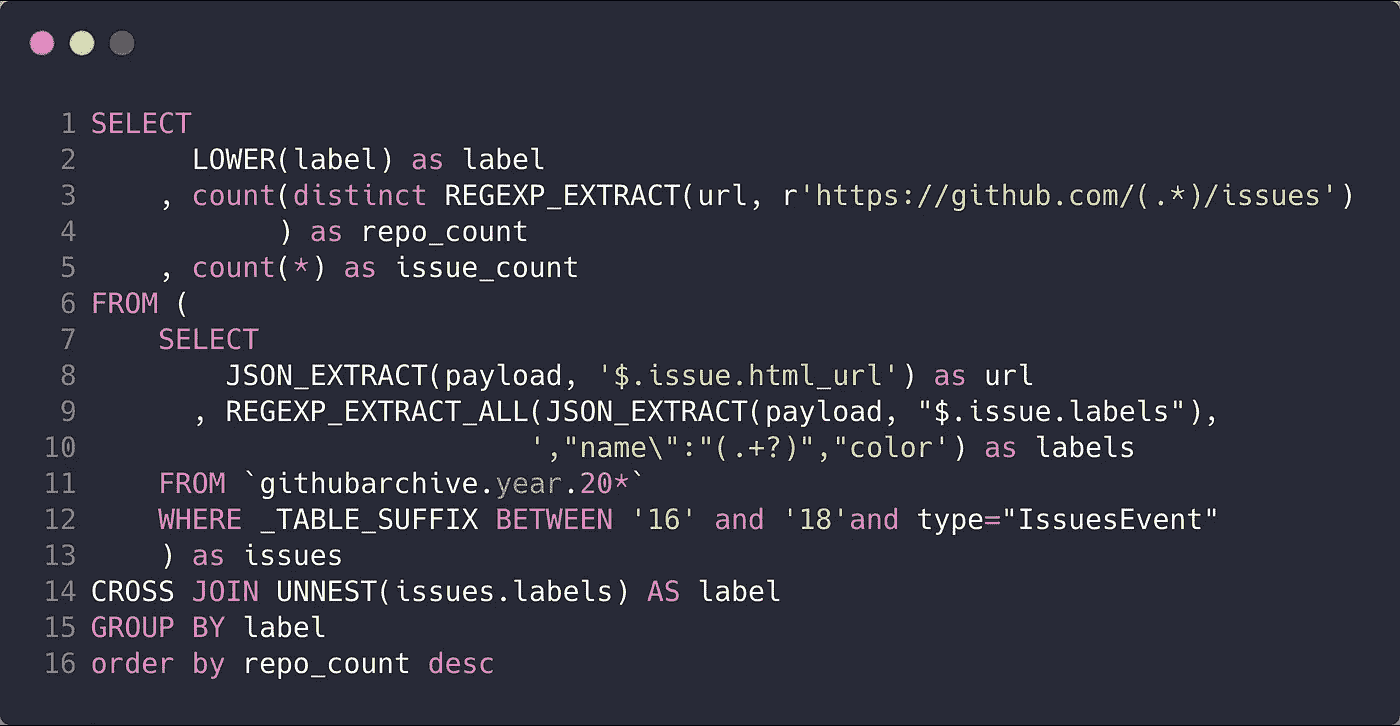 1 SELECT
2       LOWER(label) as label
3     , count(distinct REGEXP_EXTRACT(url, r'https://github.com/(.*)/issues')
4            ) as repo_count
5     , count(*) as issue_count
6 FROM (
7     SELECT
8         JSON_EXTRACT(payload, '$.issue.html_url') as url
9       , REGEXP_EXTRACT_ALL(JSON_EXTRACT(payload, "$.issue.labels"),
10                           ',"name\":"(.+?)","color') as labels
11     FROM `githubarchive.year.20*`
12     WHERE _TABLE_SUFFIX BETWEEN '16' and '18'and type="IssuesEvent"
13     ) as issues
14 CROSS JOIN UNNEST(issues.labels) AS label
15 GROUP BY label
16 order by repo_count desc